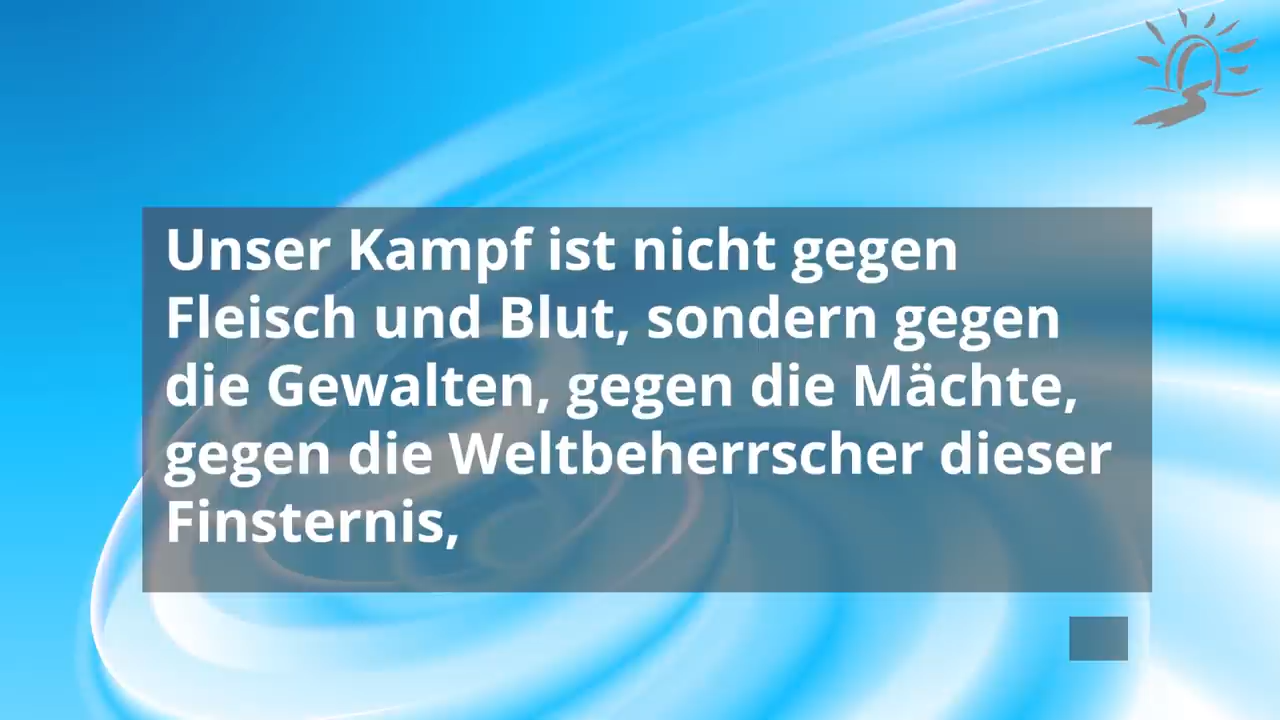 Unser Kampf ist nicht gegen
Fleisch und Blut, sondern gegen
die Gewalten, gegen die Mächte,
gegen die Weltbeherrscher dieser
Finsternis,